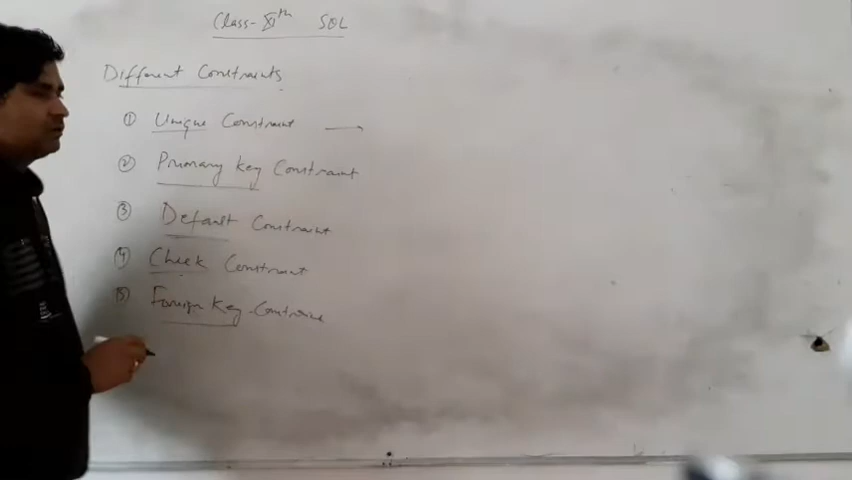 Class-XIth SQL
Different Constraints
① Unique Constraint →
② Primary Key Constraint
③ Default Constraint
④ Check Constraint
⑤ Foreign Key Constraint